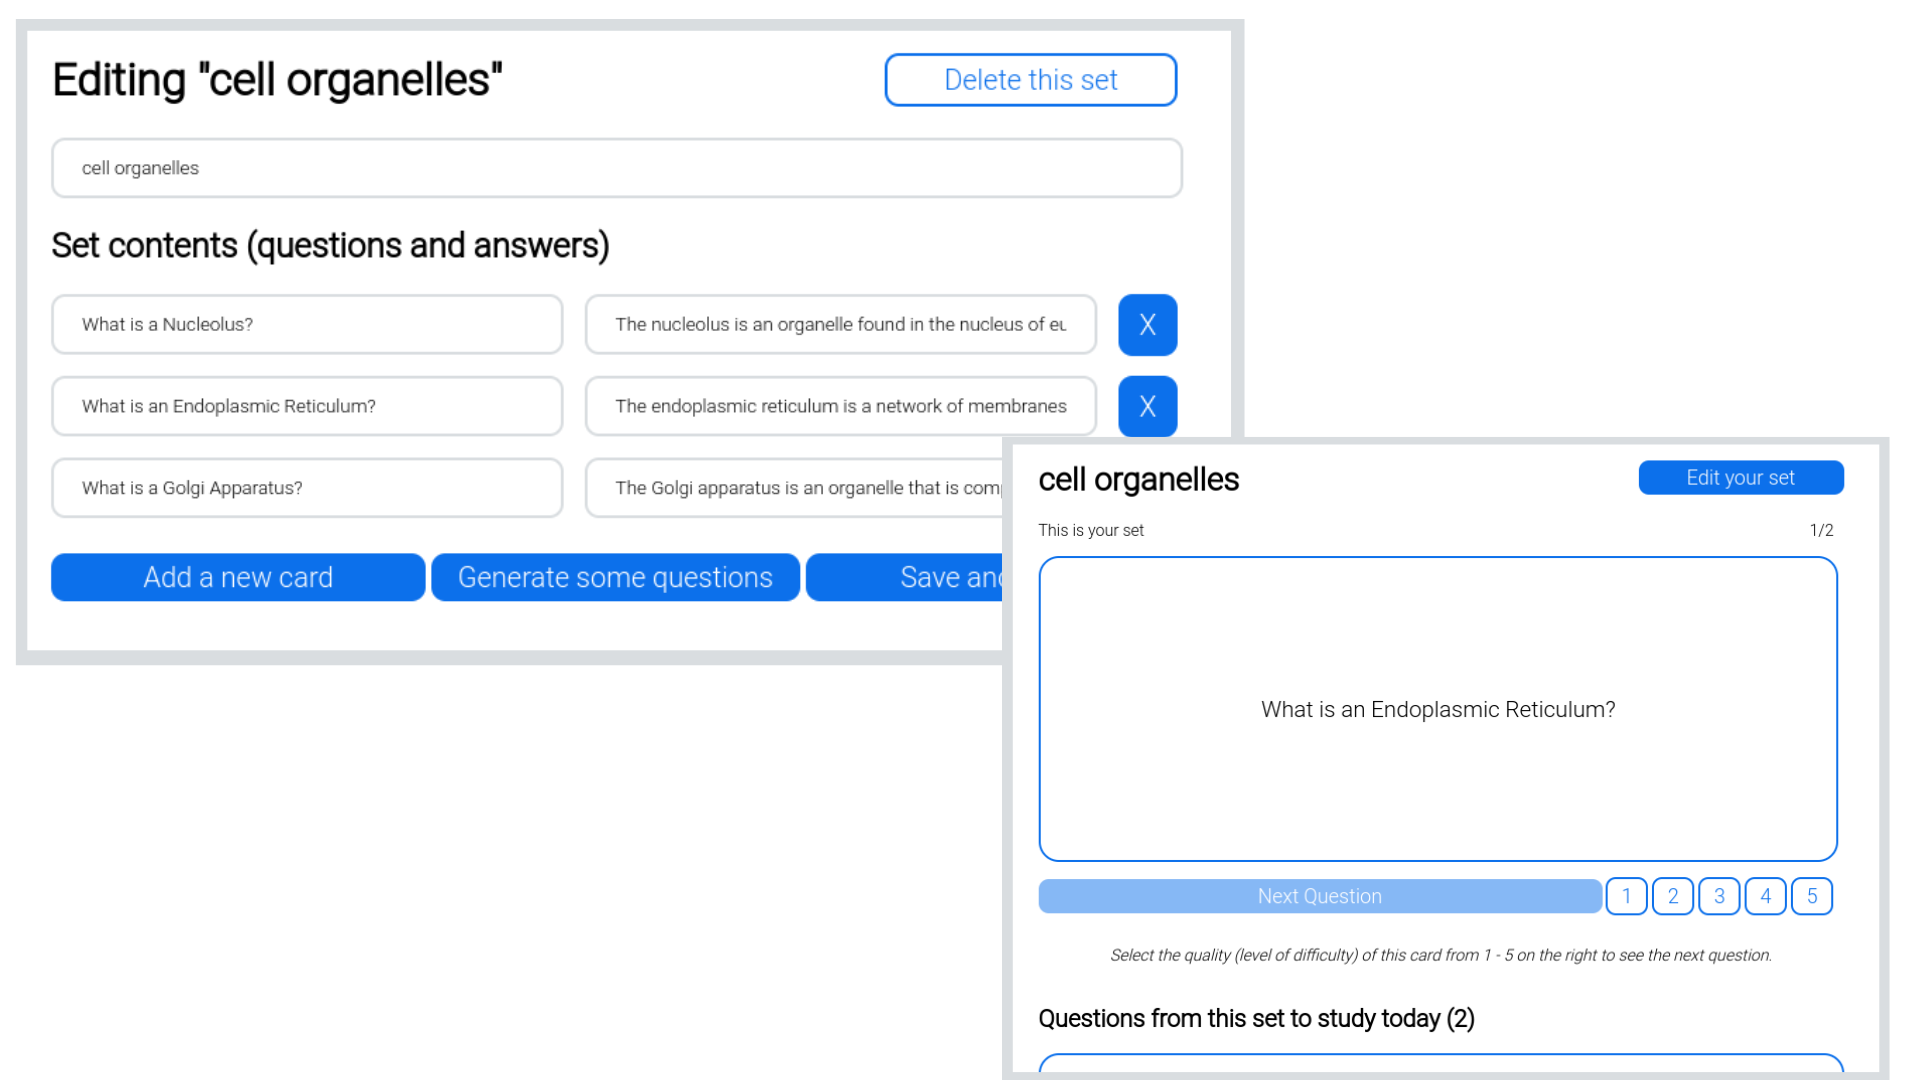 Editing "cell organelles"
Delete this set
cell organelles
Set contents (questions and answers)
What is a Nucleolus?
The nucleolus is an organelle found in the nucleus of
X
What is an Endoplasmic Reticulum?
The endoplasmic reticulum is a network of membranes
X
What is a Golgi Apparatus?
The Golgi apparatus is an organelle that is
Add a new card
Generate some questions
Save
cell organelles
Edit your set
This is your set
1/2
What is an Endoplasmic Reticulum?
Next Question
1
2
3
4
5
Select the quality (level of difficulty) of this card from 1 - 5 on the right to see the next question.
Questions from this set to study today (2)